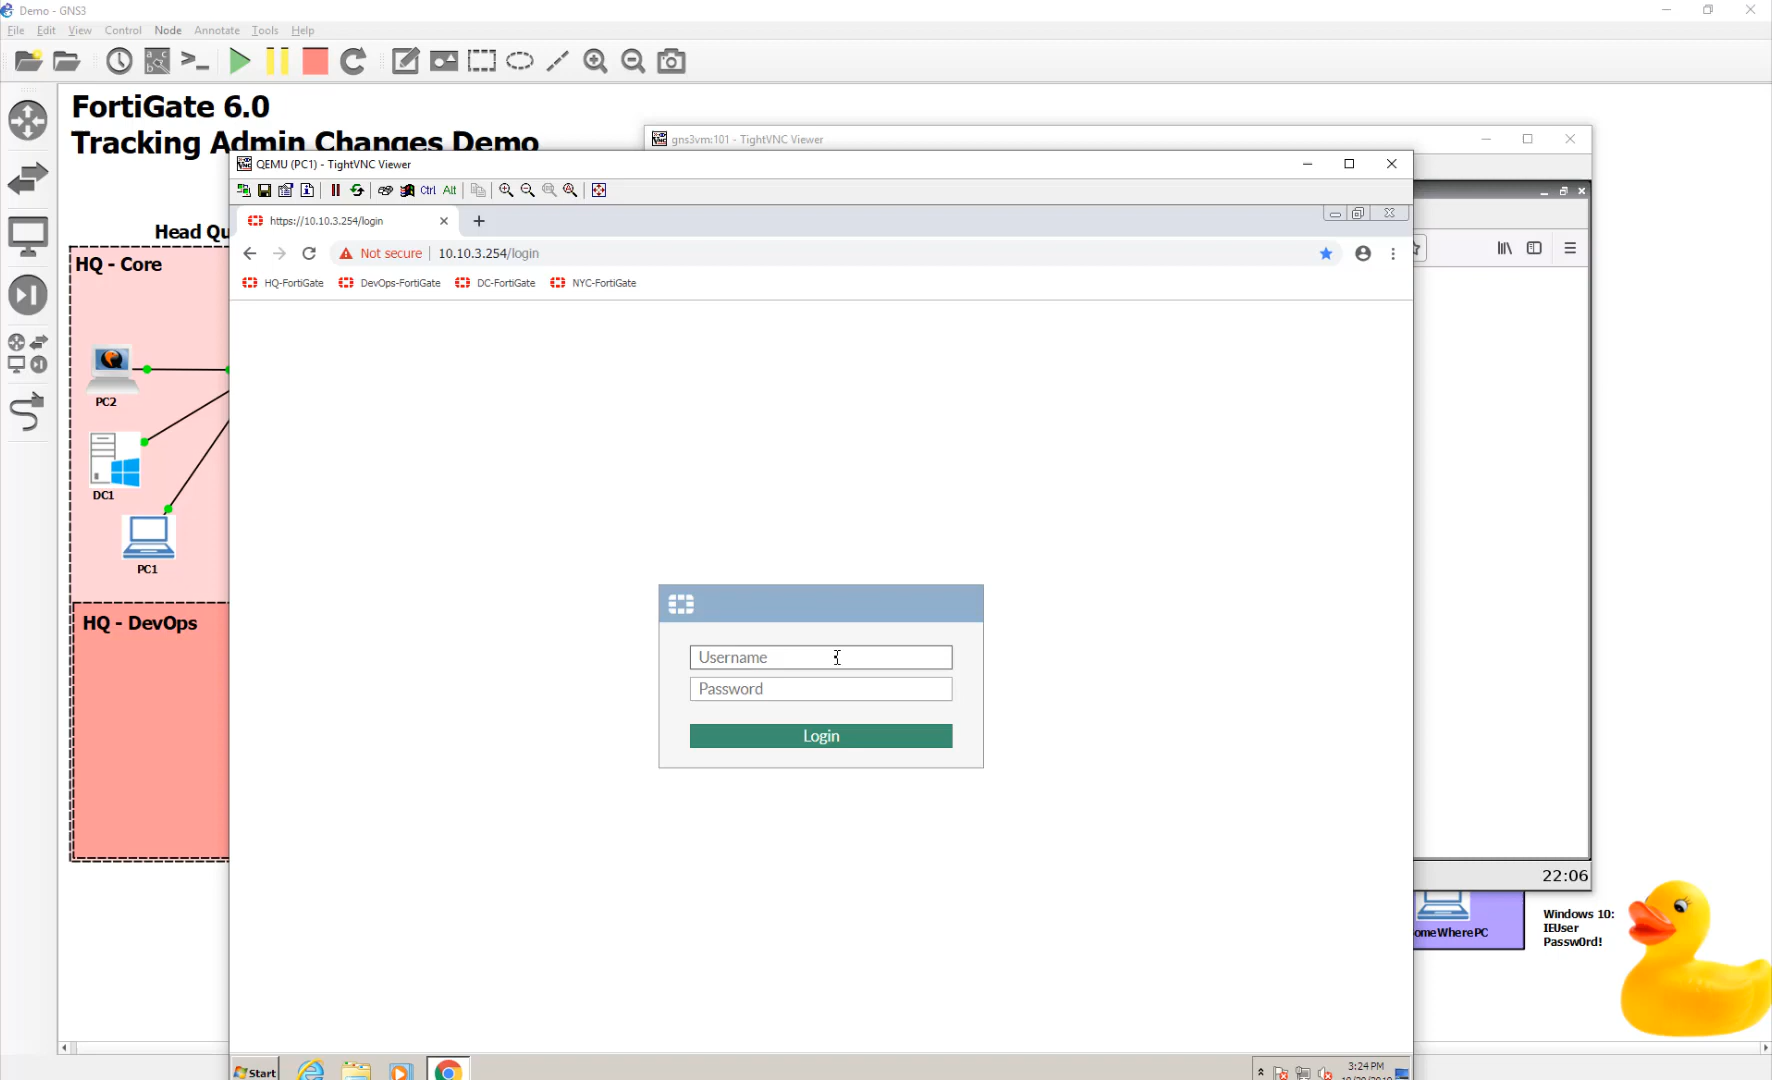 Demo - GNS3
File Edit View Control Node Annotate Tools Help
FortiGate 6.0
Tracking Admin Changes Demo
gns3vm:101 - TightVNC Viewer
QEMU (PC1) - TightVNC Viewer
Ctrl Alt
https://10.10.3.254/login
Head Qu
HQ - Core
Not secure 10.10.3.254/login
HQ-FortiGate DevOps-FortiGate DC-FortiGate NYC-FortiGate
PC2
DC1
PC1
HQ - DevOps
Username
Password
Login
22:06
omeWherePC
Windows 10:
IEUser
Passw0rd!
Start
3:24 PM